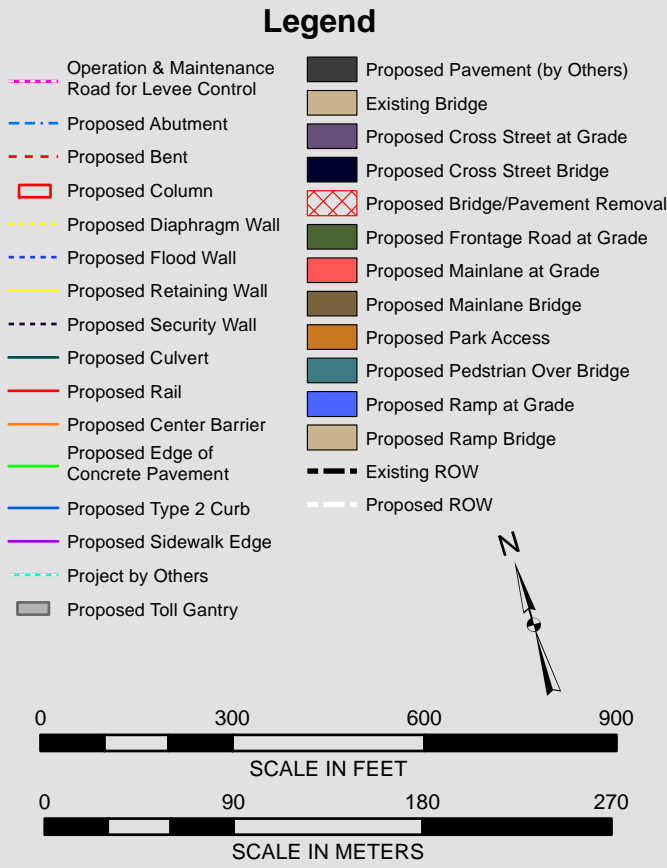 Legend
Operation & Maintenance
Road for Levee Control
Proposed Abutment
Proposed Bent
Proposed Column
Proposed Diaphragm Wall
Proposed Flood Wall
Proposed Retaining Wall
Proposed Security Wall
Proposed Culvert
Proposed Rail
Proposed Center Barrier
Proposed Edge of
Concrete Pavement
Proposed Type 2 Curb
Proposed Sidewalk Edge
Project by Others
Proposed Toll Gantry
Proposed Pavement (by Others)
Existing Bridge
Proposed Cross Street at Grade
Proposed Cross Street Bridge
Proposed Bridge/Pavement Removal
Proposed Frontage Road at Grade
Proposed Mainlane at Grade
Proposed Mainlane Bridge
Proposed Park Access
Proposed Pedstrian Over Bridge
Proposed Ramp at Grade
Proposed Ramp Bridge
Existing ROW
Proposed ROW
N
0 300 600 900
SCALE IN FEET
0 90 180 270
SCALE IN METERS